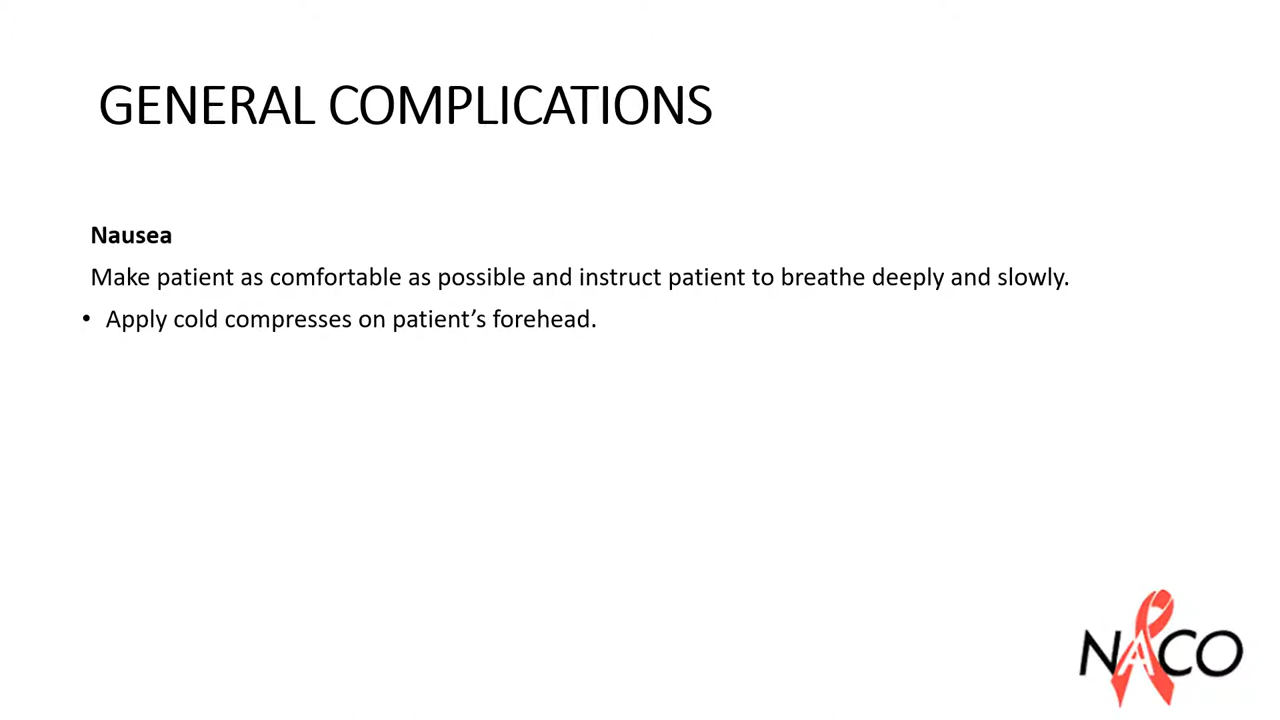 GENERAL COMPLICATIONS
Nausea
Make patient as comfortable as possible and instruct patient to breathe deeply and slowly.
• Apply cold compresses on patient’s forehead.
NACO